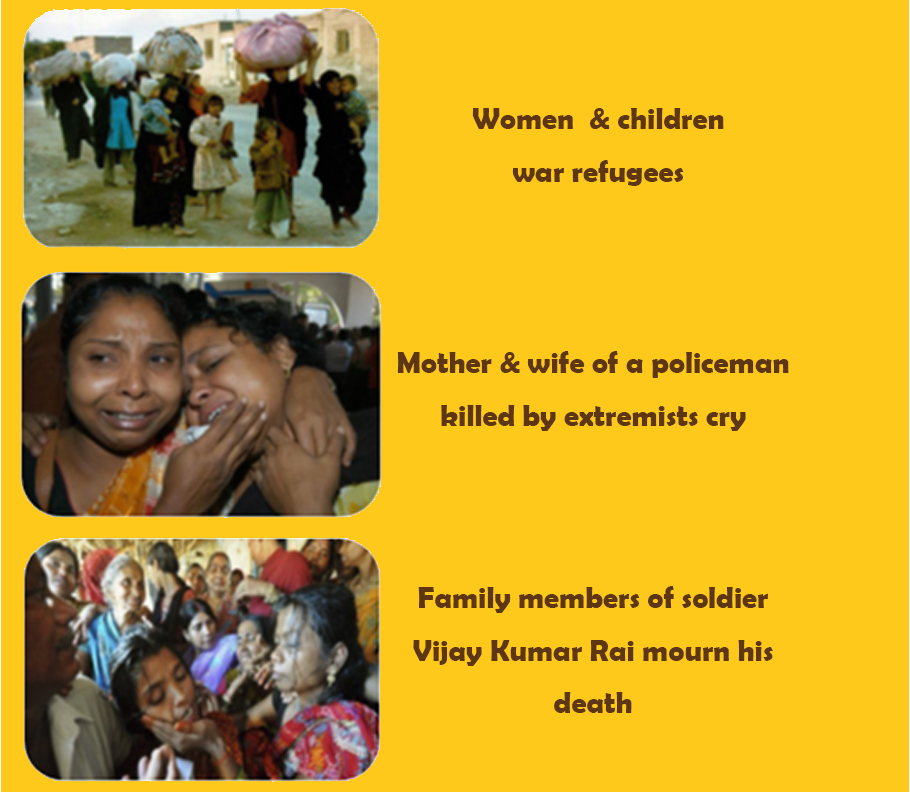 Women & children
war refugees
Mother & wife of a policeman
killed by extremists cry
Family members of soldier
Vijay Kumar Rai mourn his
death